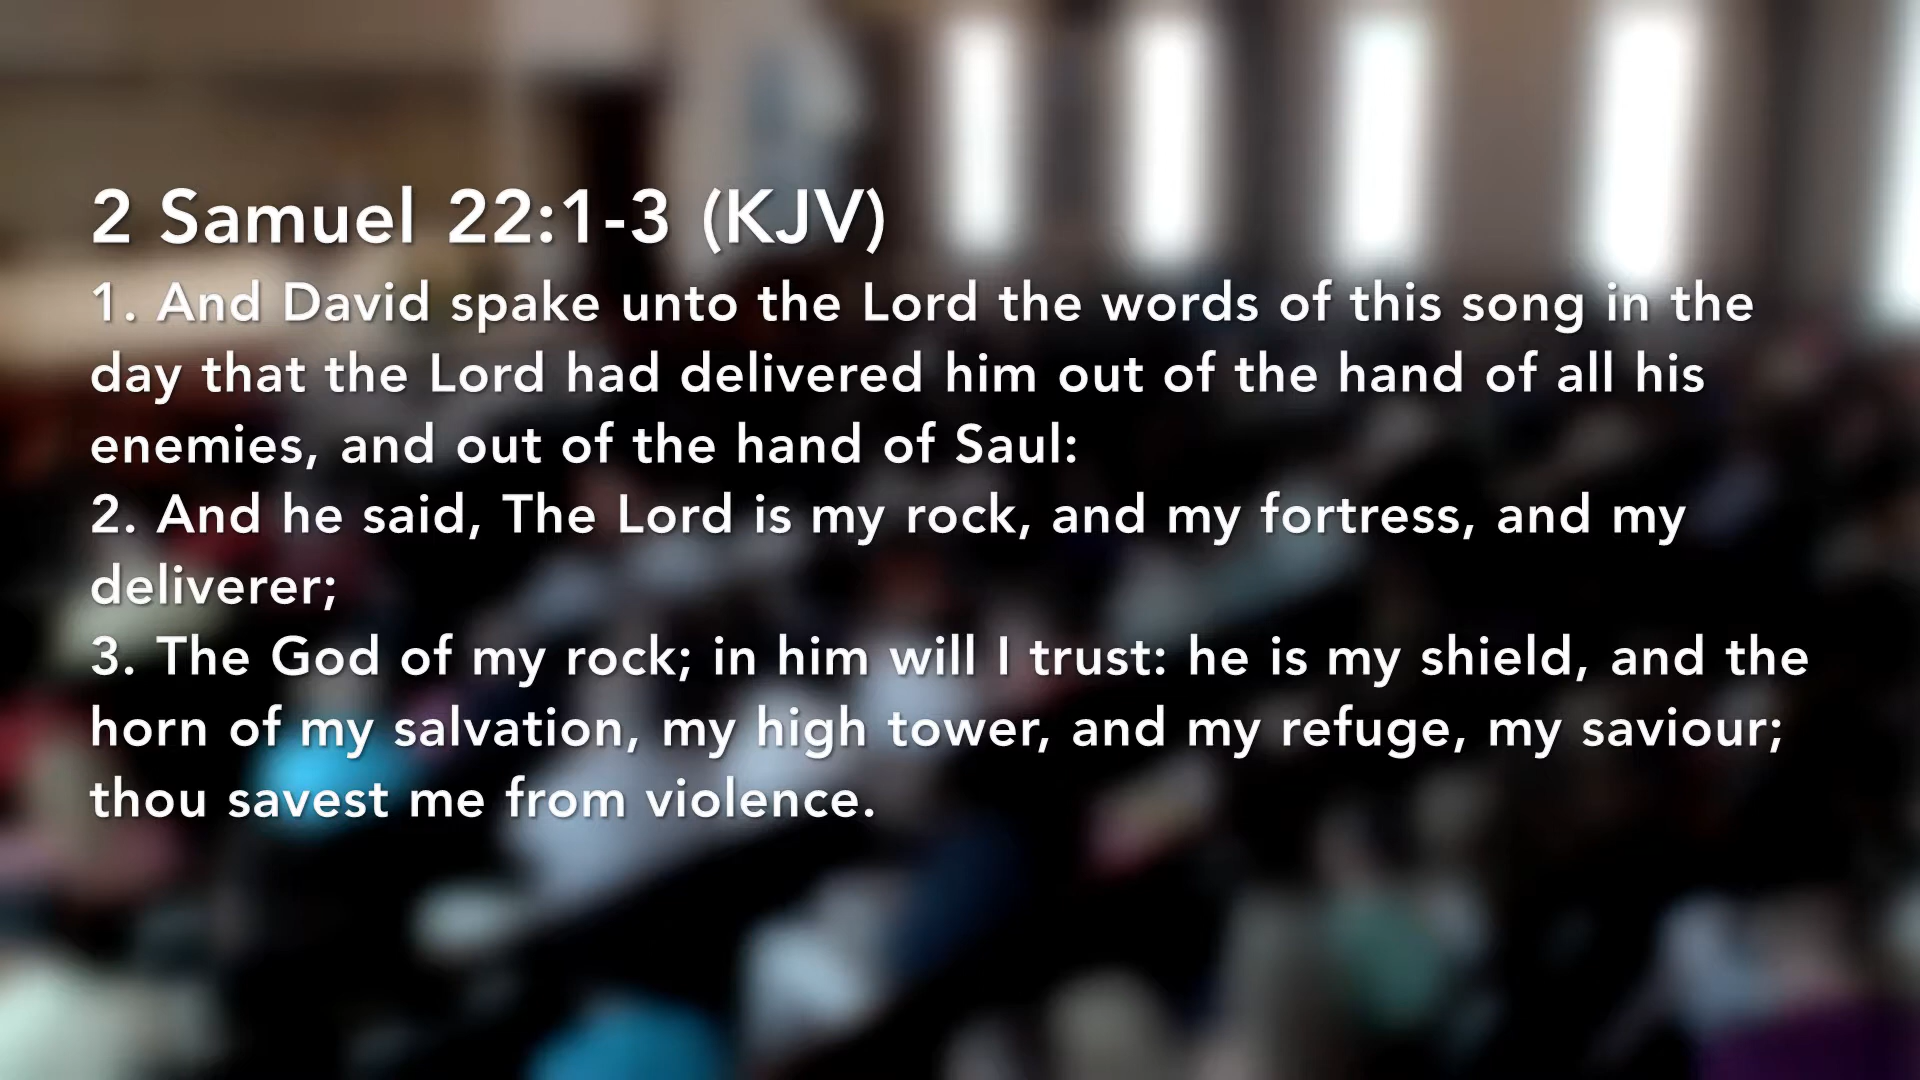 2 Samuel 22:1-3 (KJV)
1. And David spake unto the Lord the words of this song in the
day that the Lord had delivered him out of the hand of all his
enemies, and out of the hand of Saul:
2. And he said, The Lord is my rock, and my fortress, and my
deliverer;
3. The God of my rock; in him will I trust: he is my shield, and the
horn of my salvation, my high tower, and my refuge, my saviour;
thou savest me from violence.